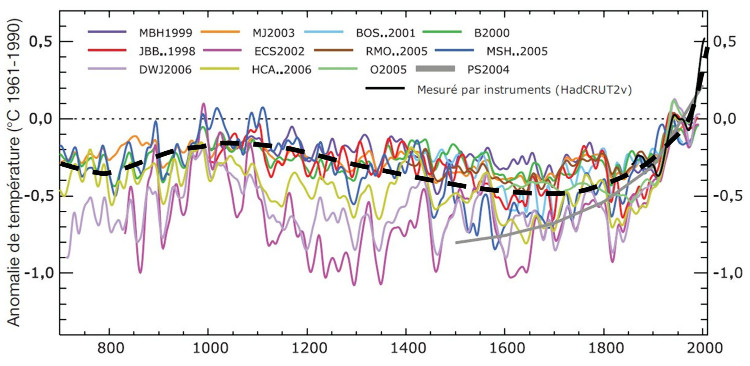 MBH1999 MJ2003 BOS..2001 B2000
JBB..1998 ECS2002 RMO..2005 MSH..2005
DWJ2006 HCA..2006 O2005 PS2004
Mesuré par instruments (HadCRUT2v)
Anomalie de température (°C 1961-1990)
0,5 0,5
0,0 0,0
-0,5 -0,5
-1,0 -1,0
800 1000 1200 1400 1600 1800 2000